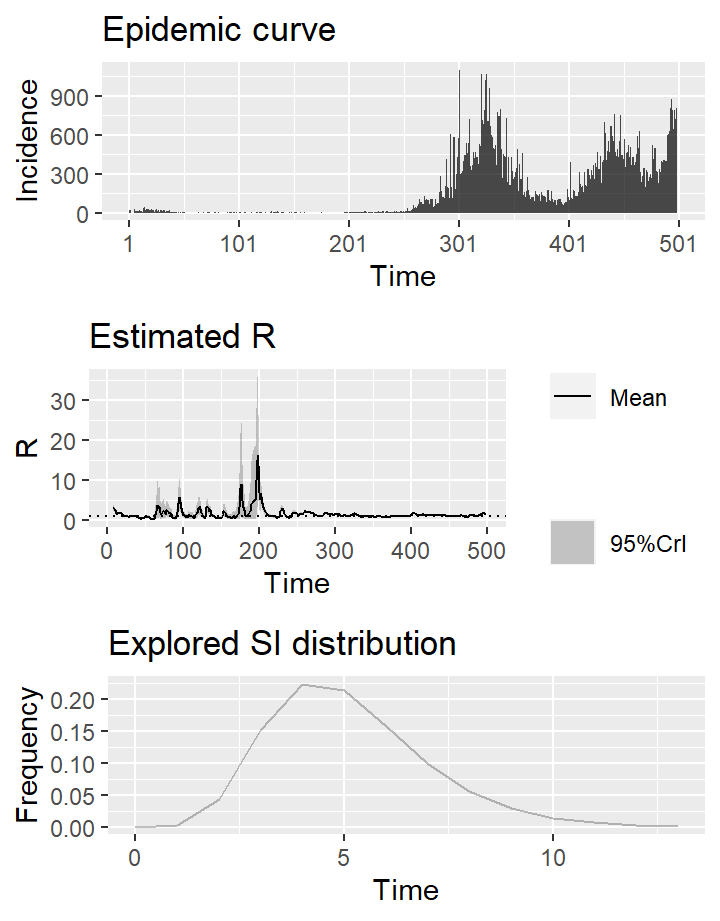 Epidemic curve
Incidence
900
600
300
0
1 101 201 301 401 501
Time
Estimated R
R
30
20
10
0
0 100 200 300 400 500
Time
Mean
95%CrI
Explored SI distribution
Frequency
0.20
0.15
0.10
0.05
0.00
0 5 10
Time